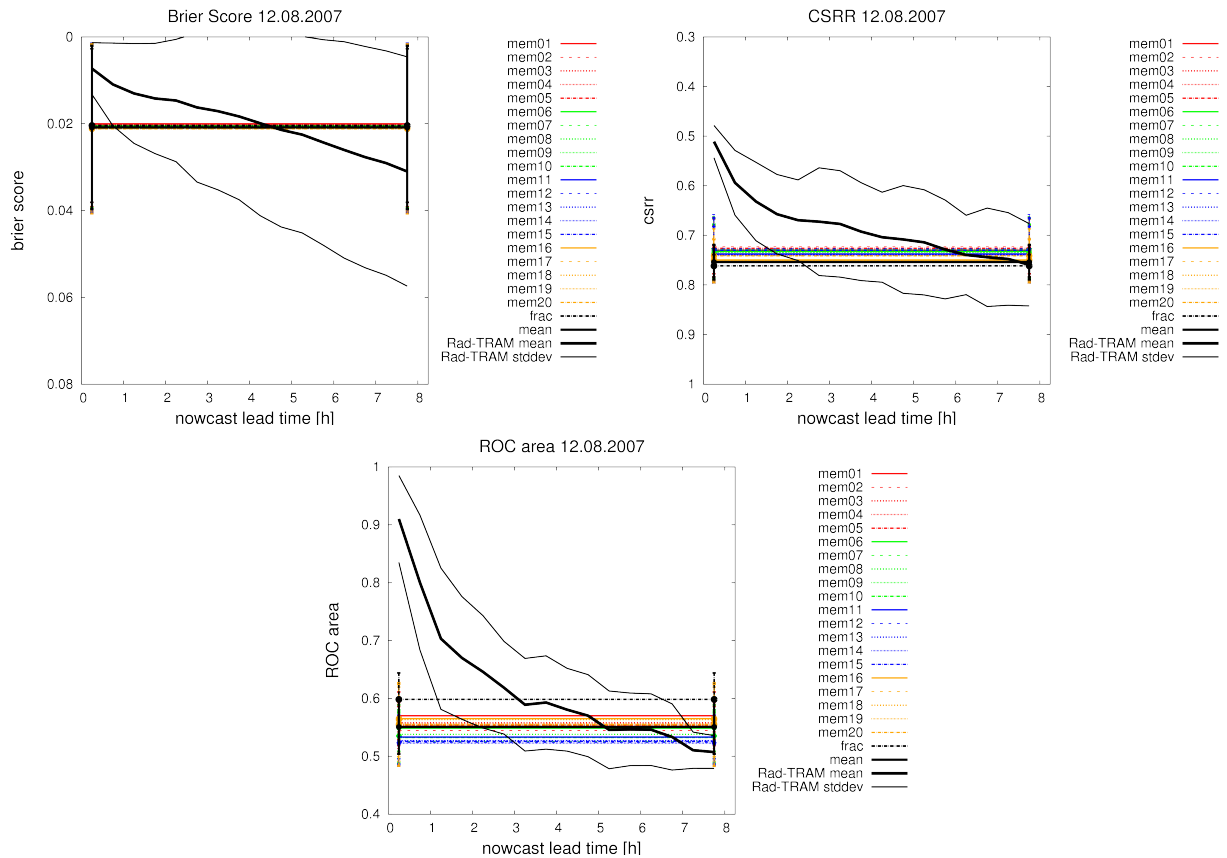 Brier Score 12.08.2007
0
0.02
0.04
0.06
0.08
brier score
0 1 2 3 4 5 6 7 8
nowcast lead time [h]
mem01
mem02
mem03
mem04
mem05
mem06
mem07
mem08
mem09
mem10
mem11
mem12
mem13
mem14
mem15
mem16
mem17
mem18
mem19
mem20
frac
mean
Rad-TRAM mean
Rad-TRAM stddev
CSRR 12.08.2007
0.3
0.4
0.5
0.6
0.7
0.8
0.9
1
csrr
0 1 2 3 4 5 6 7 8
nowcast lead time [h]
mem01
mem02
mem03
mem04
mem05
mem06
mem07
mem08
mem09
mem10
mem11
mem12
mem13
mem14
mem15
mem16
mem17
mem18
mem19
mem20
frac
mean
Rad-TRAM mean
Rad-TRAM stddev
ROC area 12.08.2007
1
0.9
0.8
0.7
0.6
0.5
0.4
ROC area
0 1 2 3 4 5 6 7 8
nowcast lead time [h]
mem01
mem02
mem03
mem04
mem05
mem06
mem07
mem08
mem09
mem10
mem11
mem12
mem13
mem14
mem15
mem16
mem17
mem18
mem19
mem20
frac
mean
Rad-TRAM mean
Rad-TRAM stddev